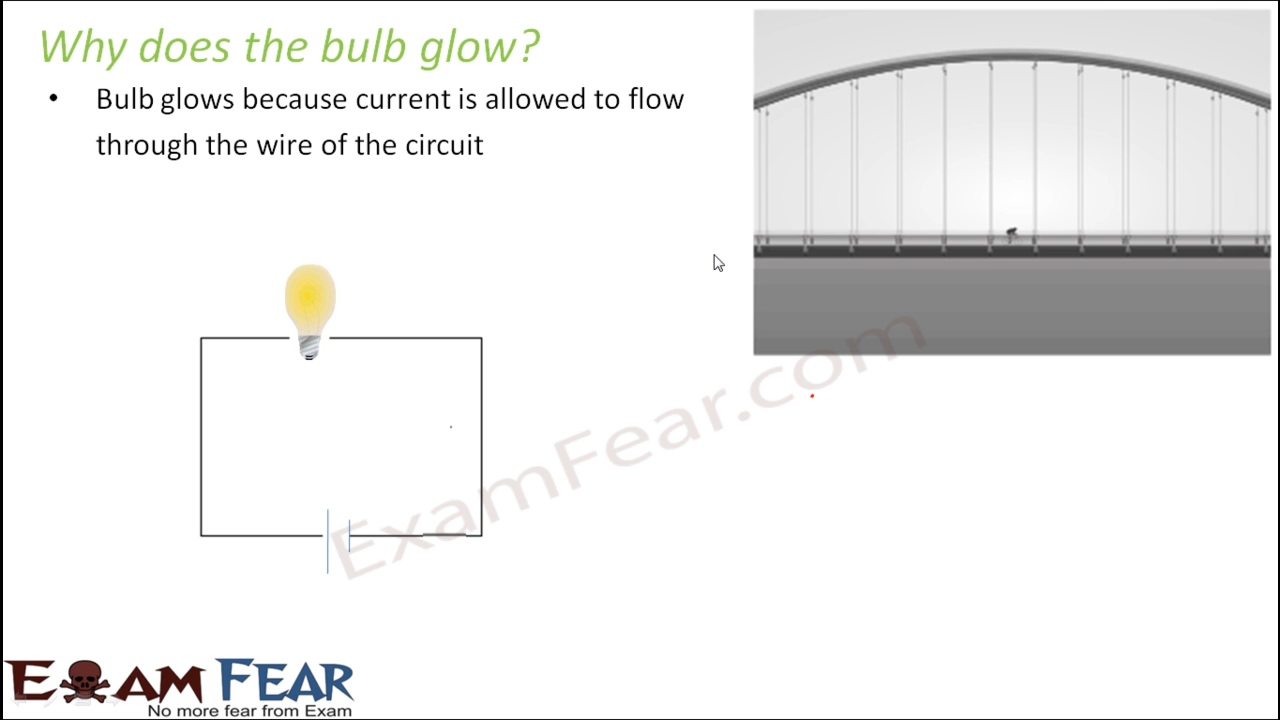 Why does the bulb glow?
• Bulb glows because current is allowed to flow
through the wire of the circuit
ExamFear.com
EXAM FEAR
No more fear from Exam